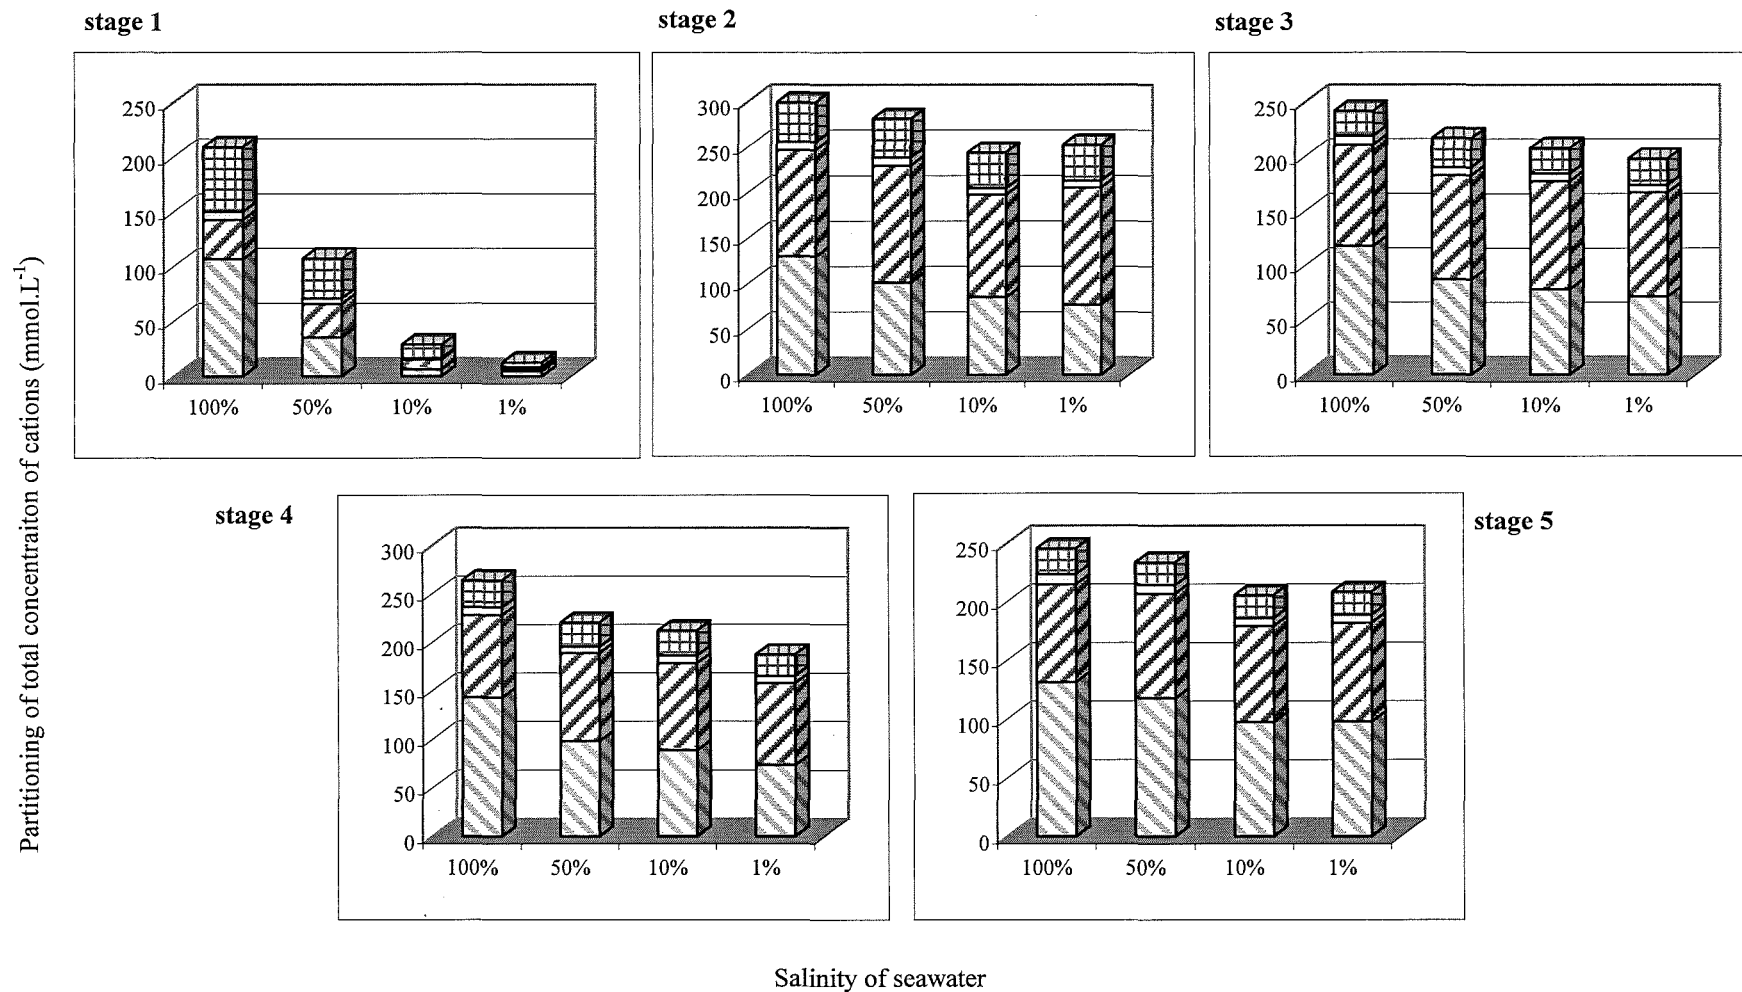 stage 1
stage 2
stage 3
250
200
150
100
50
0
100% 50% 10% 1%
300
250
200
150
100
50
0
100% 50% 10% 1%
250
200
150
100
50
0
100% 50% 10% 1%
Partitioning of total concentraiton of cations (mmol.L-1)
stage 4
300
250
200
150
100
50
0
100% 50% 10% 1%
stage 5
250
200
150
100
50
0
100% 50% 10% 1%
Salinity of seawater